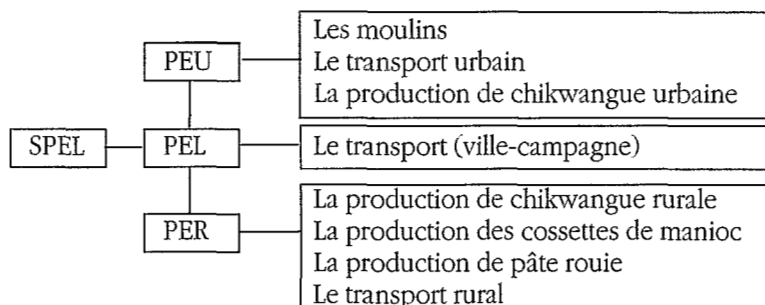 Les moulins
PEU
Le transport urbain
La production de chikwangue urbaine
SPEL
PEL
Le transport (ville-campagne)
La production de chikwangue rurale
PER
La production des cossettes de manioc
La production de pâte rouie
Le transport rural